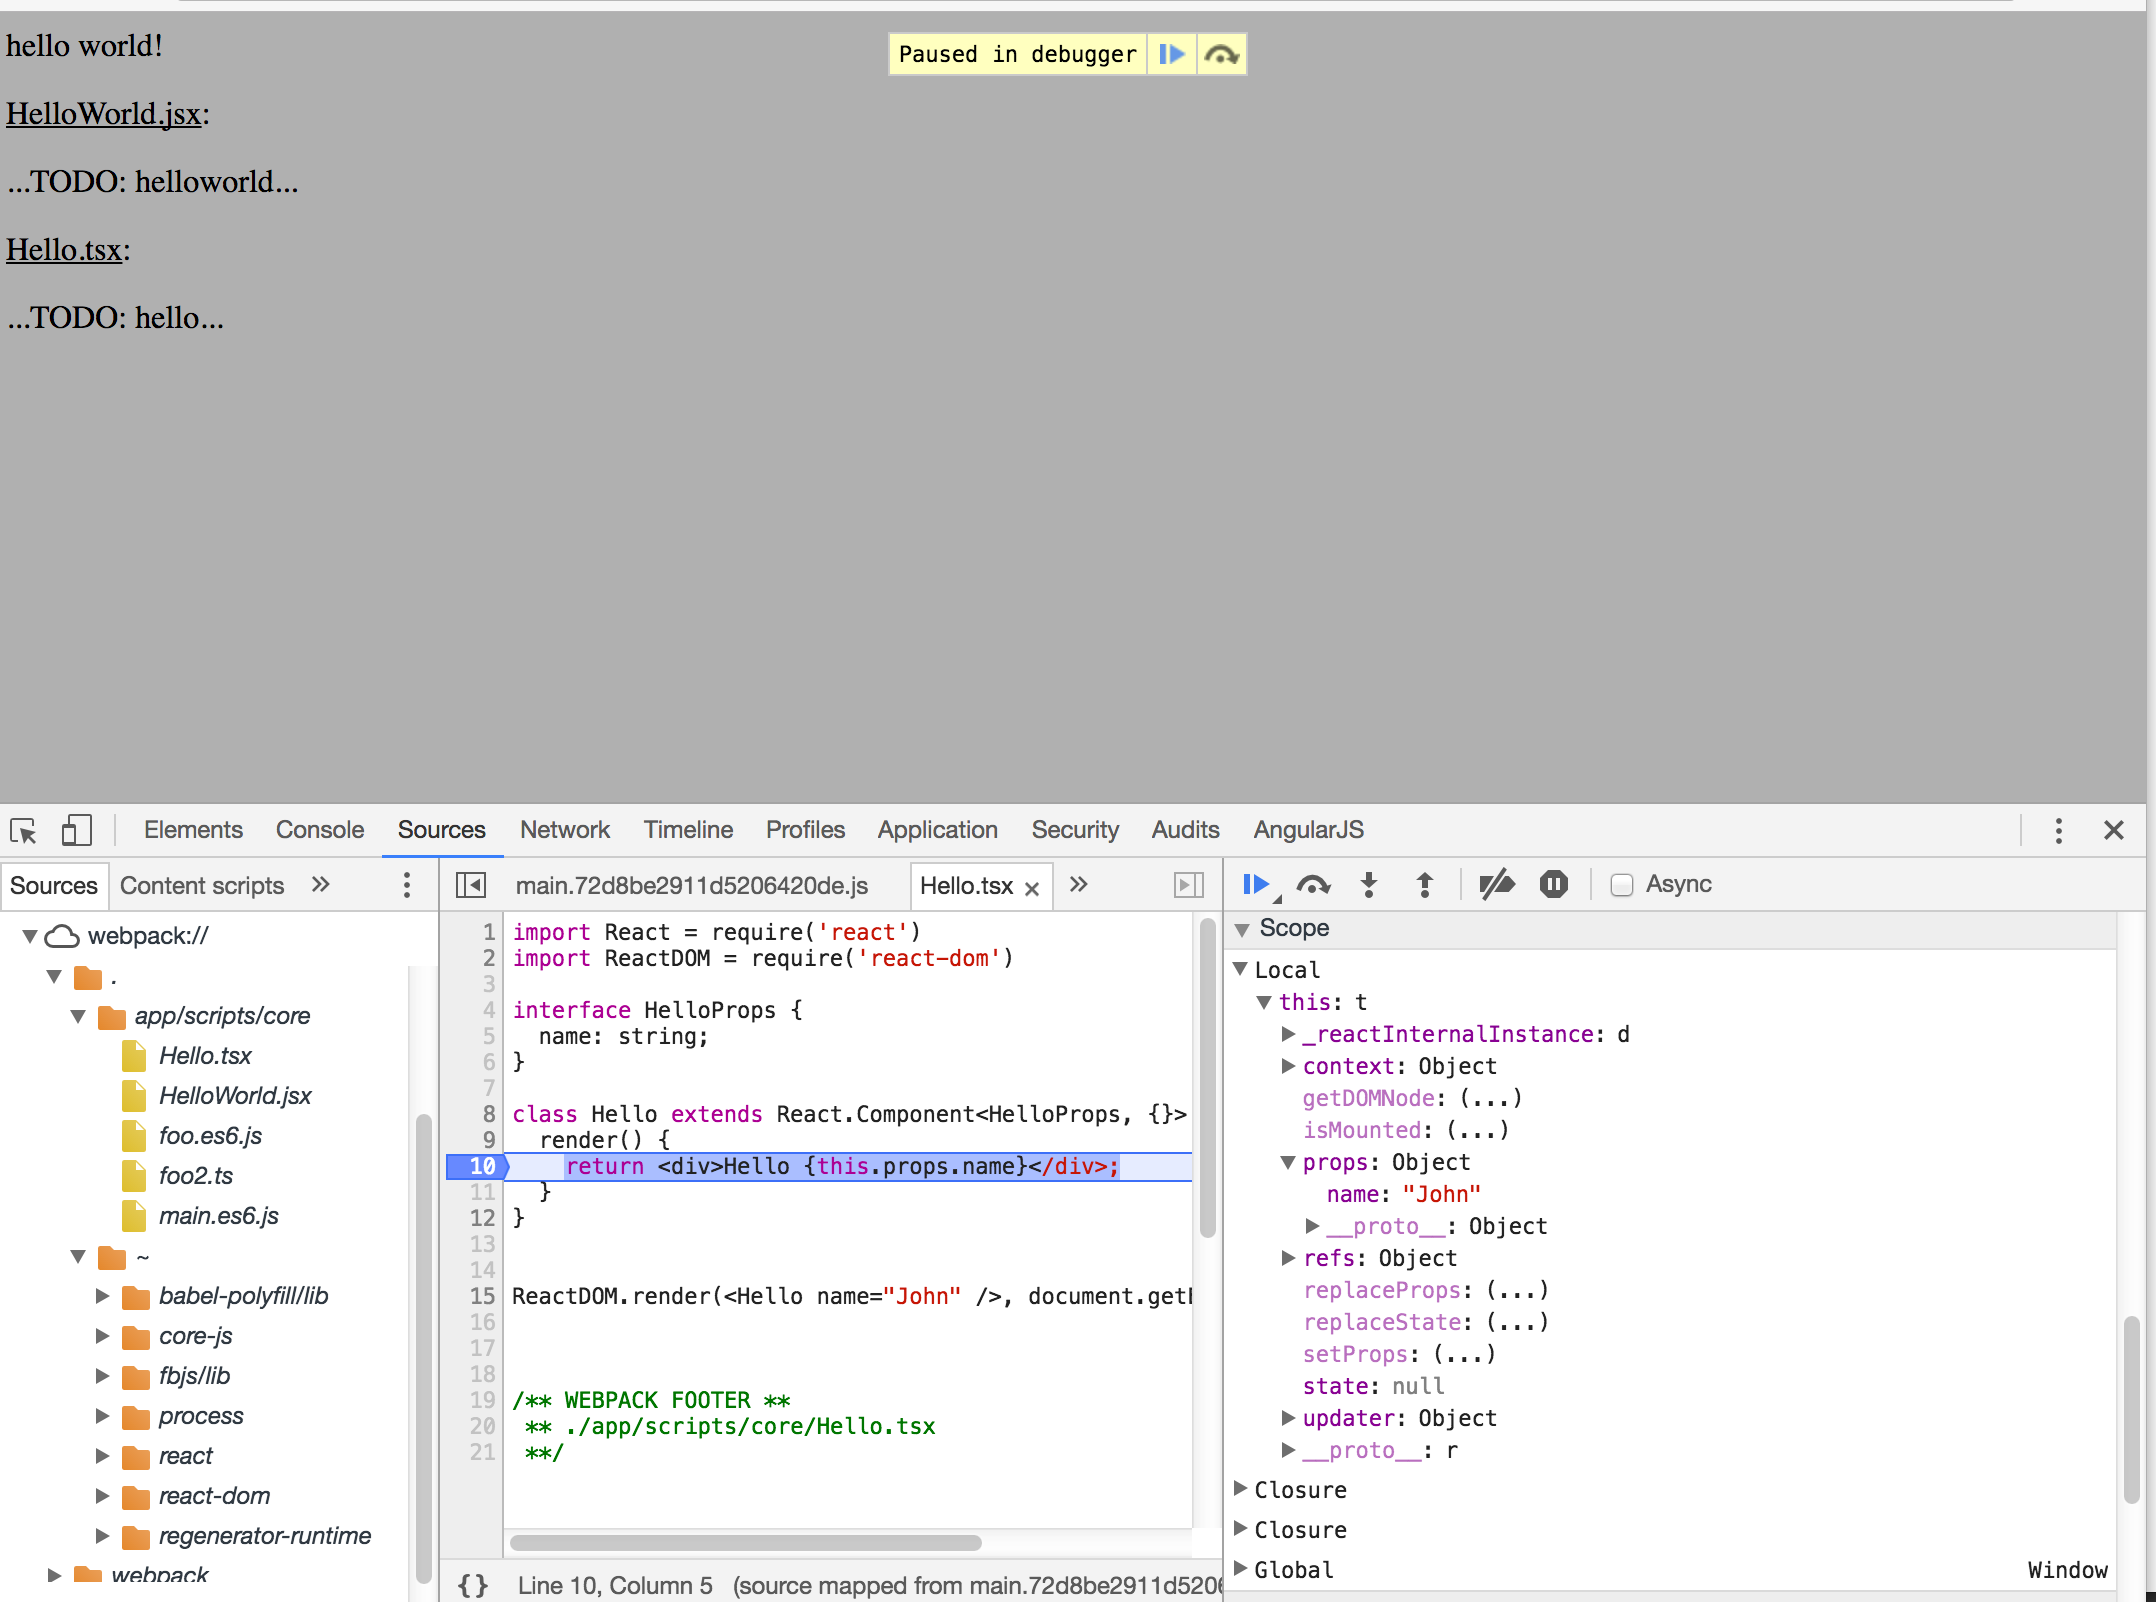 hello world!
Paused in debugger
HelloWorld.jsx:
...TODO: helloworld...
Hello.tsx:
...TODO: hello...
Elements Console Sources Network Timeline Profiles Application Security Audits AngularJS
Sources Content scripts »
webpack://
.
app/scripts/core
Hello.tsx
HelloWorld.jsx
foo.es6.js
foo2.ts
main.es6.js
~
babel-polyfill/lib
core-js
fbjs/lib
process
react
react-dom
regenerator-runtime
webpack
main.72d8be2911d5206420de.js Hello.tsx × »
1 import React = require('react')
2 import ReactDOM = require('react-dom')
3
4 interface HelloProps {
5 name: string;
6 }
7
8 class Hello extends React.Component<HelloProps, {}>
9 render() {
10 return <div>Hello {this.props.name}</div>;
11 }
12 }
13
14
15 ReactDOM.render(<Hello name="John" />, document.getE
16
17
18
19 /** WEBPACK FOOTER **
20 ** ./app/scripts/core/Hello.tsx
21 **/
{} Line 10, Column 5 (source mapped from main.72d8be2911d520
Async
Scope
Local
this: t
_reactInternalInstance: d
context: Object
getDOMNode: (...)
isMounted: (...)
props: Object
name: "John"
__proto__: Object
refs: Object
replaceProps: (...)
replaceState: (...)
setProps: (...)
state: null
updater: Object
__proto__: r
Closure
Closure
Global Window